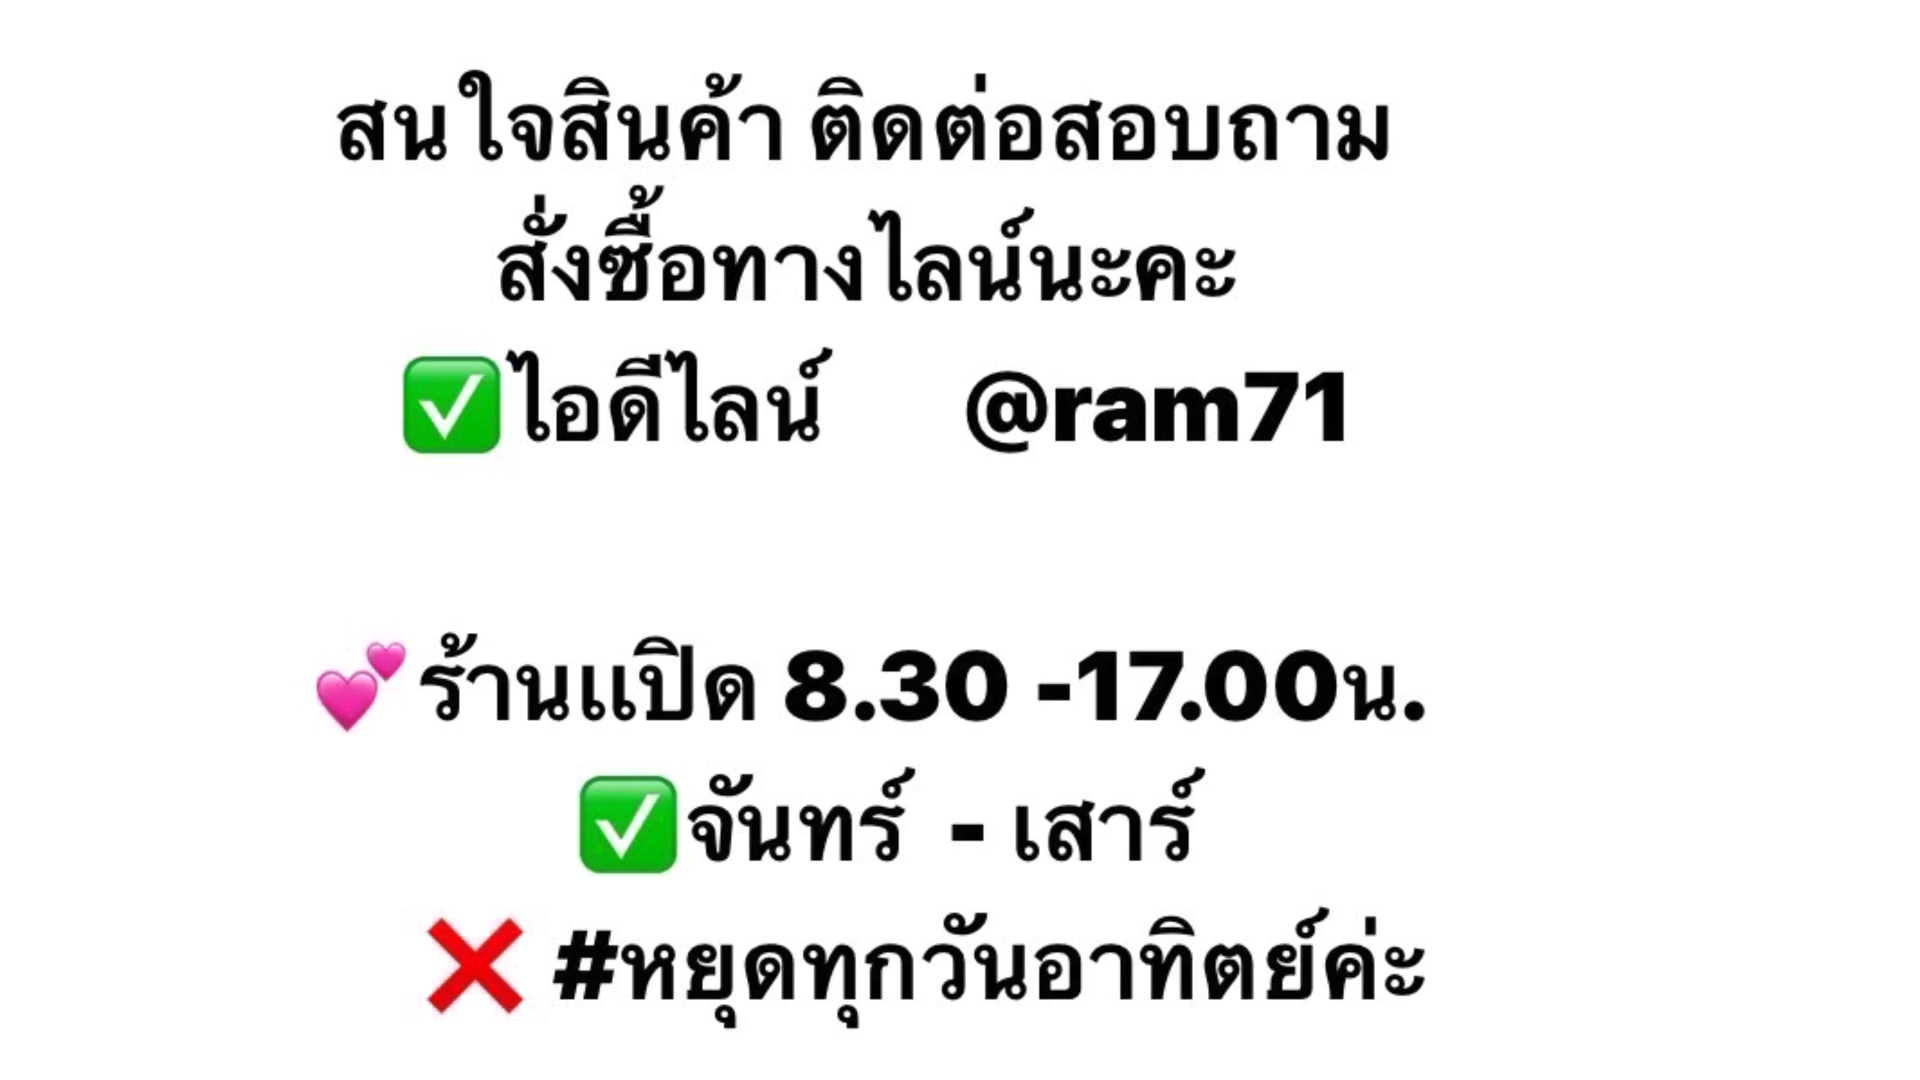 สนใจสินค้า ติดต่อสอบถาม
สั่งซื้อทางไลน์นะคะ
✅ไอดีไลน์ @ram71
💕ร้านเเปิด 8.30 -17.00น.
✅จันทร์ - เสาร์
❌ #หยุดทุกวันอาทิตย์ค่ะ